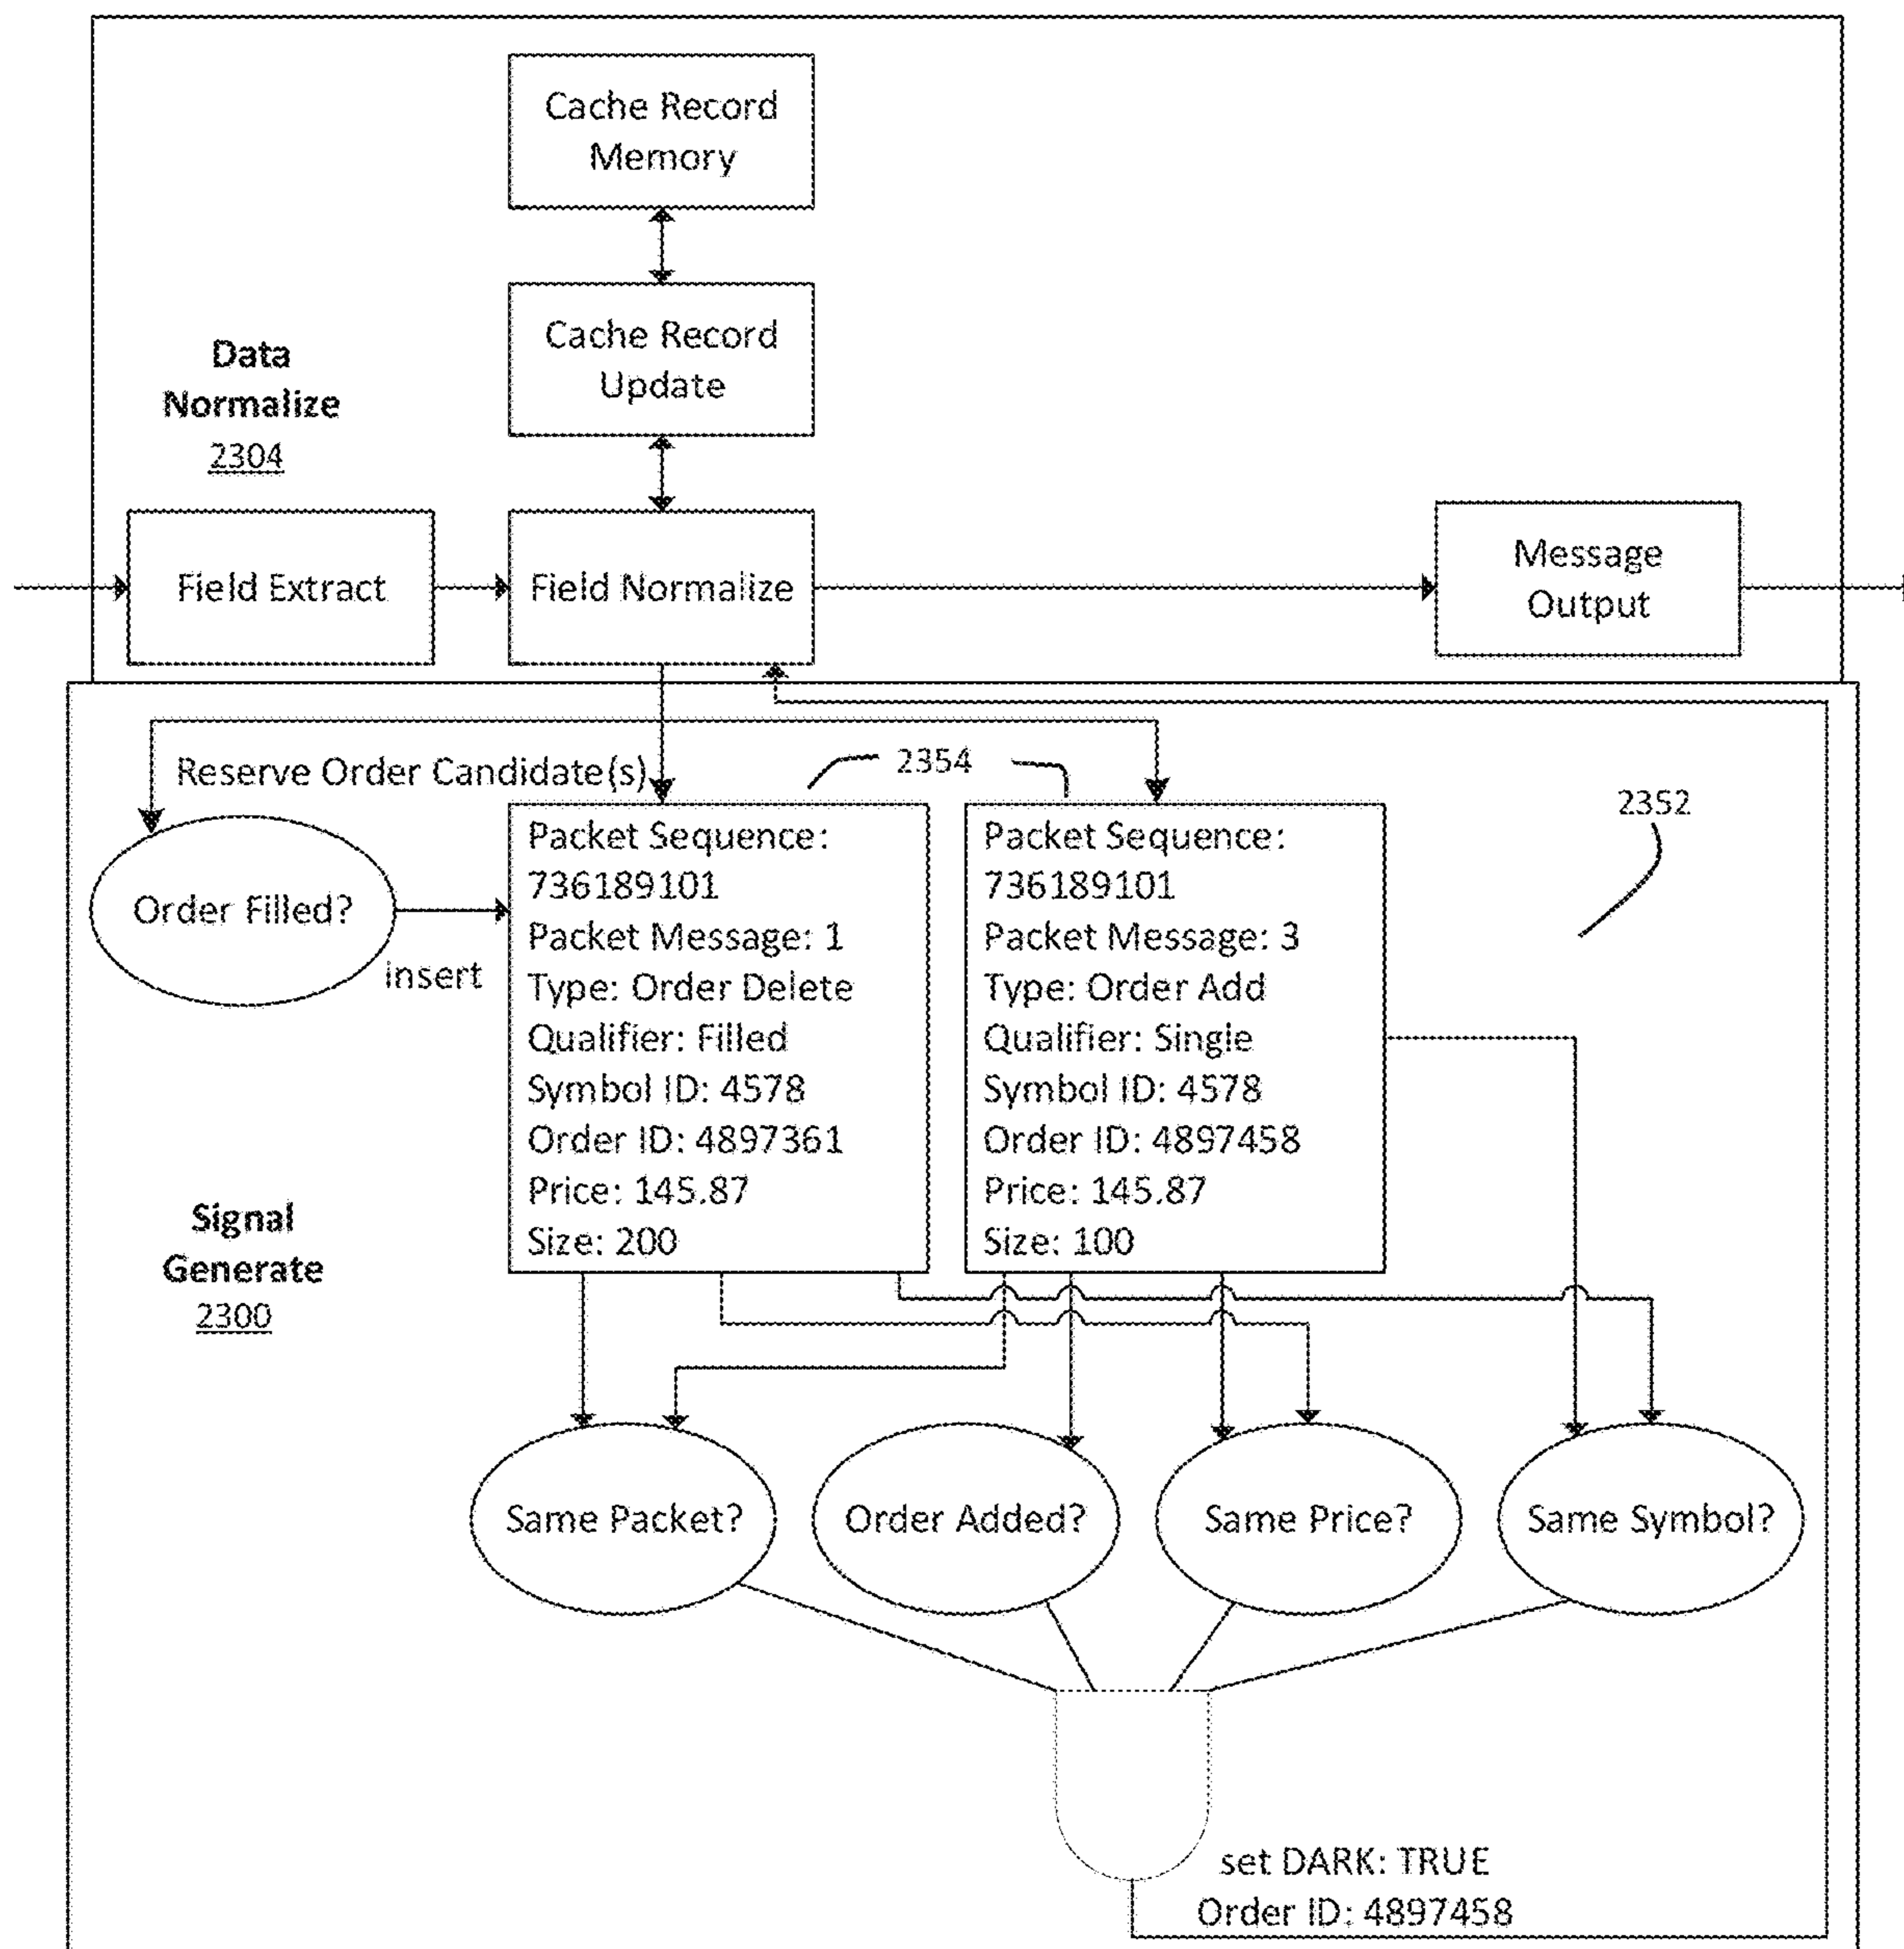 Cache Record
Memory
Cache Record
Update
Data
Normalize
2304
Field Extract
Field Normalize
Message
Output
Reserve Order Candidate(s)
2354
2352
Order Filled?
insert
Packet Sequence:
736189101
Packet Message: 1
Type: Order Delete
Qualifier: Filled
Symbol ID: 4578
Order ID: 4897361
Price: 145.87
Size: 200
Packet Sequence:
736189101
Packet Message: 3
Type: Order Add
Qualifier: Single
Symbol ID: 4578
Order ID: 4897458
Price: 145.87
Size: 100
Signal
Generate
2300
Same Packet?
Order Added?
Same Price?
Same Symbol?
set DARK: TRUE
Order ID: 4897458